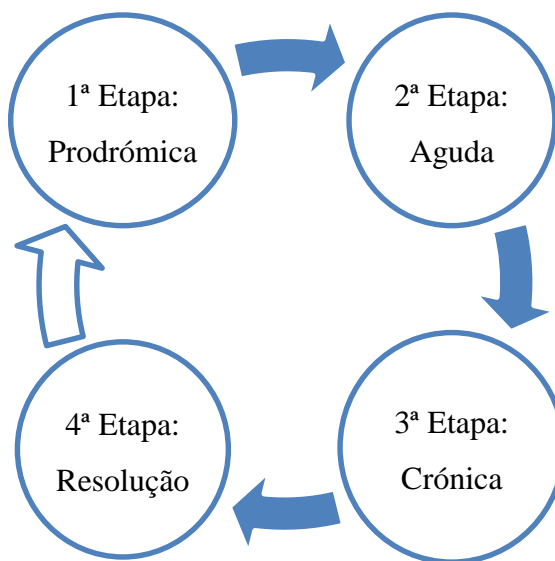 1ª Etapa:
Prodrómica
2ª Etapa:
Aguda
3ª Etapa:
Crónica
4ª Etapa:
Resolução